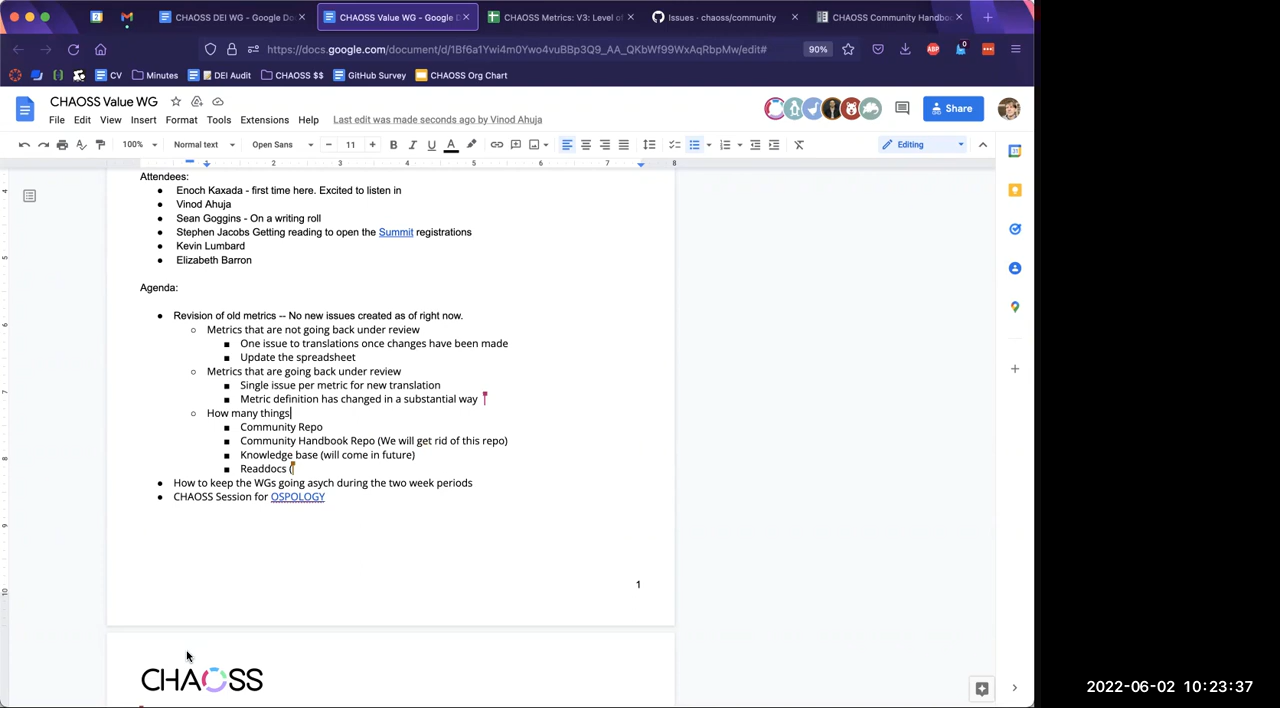 CHAOSS DEI WG - Google Do
CHAOSS Value WG - Google D
CHAOSS Metrics: V3: Level of
Issues · chaoss/community
CHAOSS Community Handbo
https://docs.google.com/document/d/1Bf6a1Ywi4m0Ywo4vuBBp3Q9_AA_QKbWf99WxAqRbpMw/edit#
90%
ABP
0
CV
Minutes
DEI Audit
CHAOSS $$
GitHub Survey
CHAOSS Org Chart
CHAOSS Value WG
File Edit View Insert Format Tools Extensions Help
Last edit was made seconds ago by Vinod Ahuja
Share
100%
Normal text
Open Sans
11
B I U A
Editing
2 3 4 5 6 7 8
Attendees:
Enoch Kaxada - first time here. Excited to listen in
Vinod Ahuja
Sean Goggins - On a writing roll
Stephen Jacobs Getting reading to open the Summit registrations
Kevin Lumbard
Elizabeth Barron
Agenda:
Revision of old metrics -- No new issues created as of right now.
Metrics that are not going back under review
One issue to translations once changes have been made
Update the spreadsheet
Metrics that are going back under review
Single issue per metric for new translation
Metric definition has changed in a substantial way
How many things
Community Repo
Community Handbook Repo (We will get rid of this repo)
Knowledge base (will come in future)
Readdocs (
How to keep the WGs going asych during the two week periods
CHAOSS Session for OSPOLOGY
1
CHAOSS
2022-06-02 10:23:37